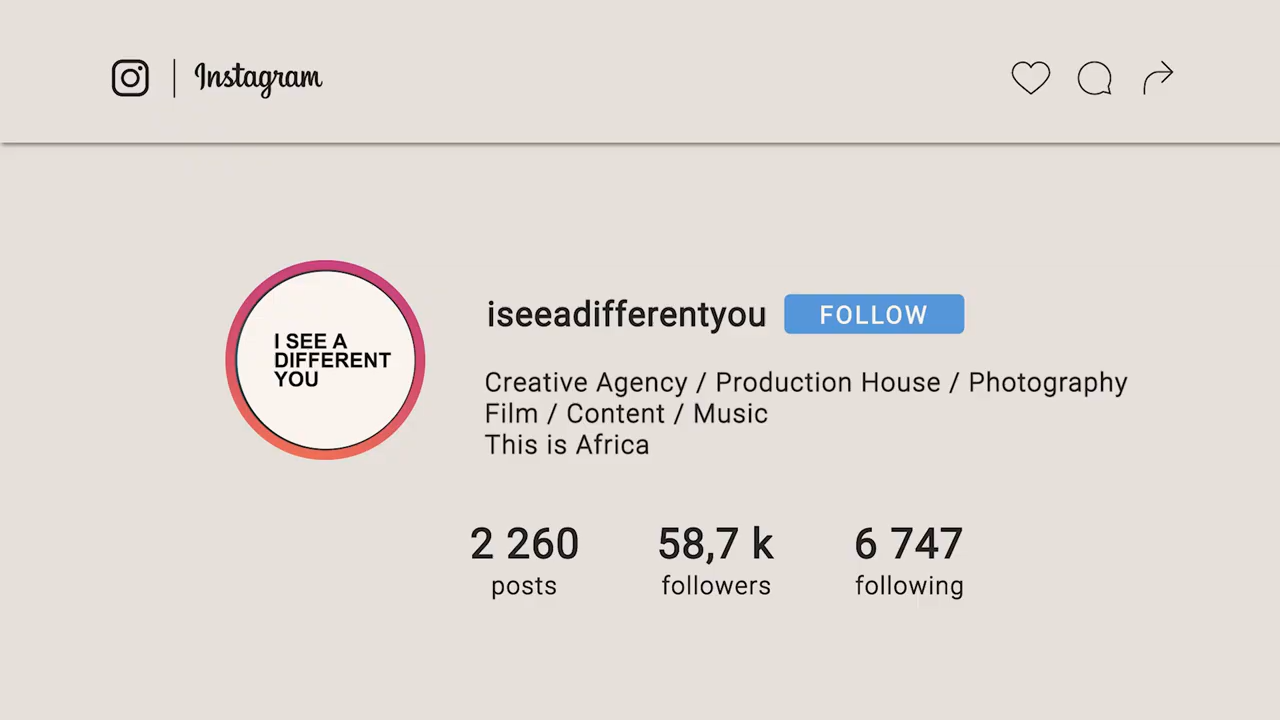 Instagram
I SEE A
DIFFERENT
YOU
iseeadifferentyou FOLLOW
Creative Agency / Production House / Photography
Film / Content / Music
This is Africa
2 260 58,7 k 6 747
posts followers following